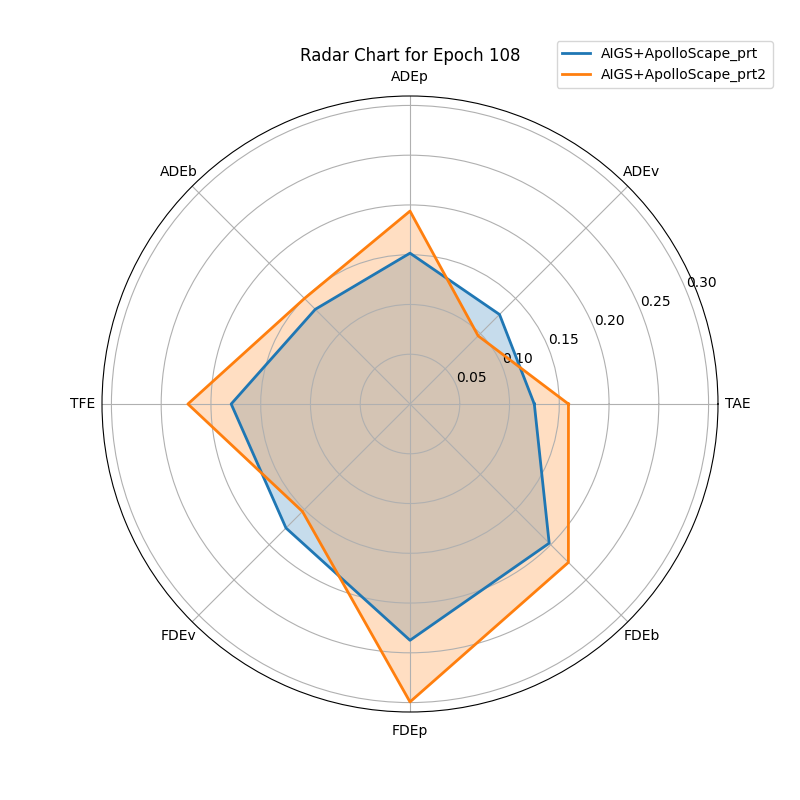 Radar Chart for Epoch 108
AIGS+ApolloScape_prt
AIGS+ApolloScape_prt2
ADEp
ADEb
ADEv
0.30
0.25
0.20
0.15
0.10
0.05
TFE
TAE
FDEv
FDEb
FDEp